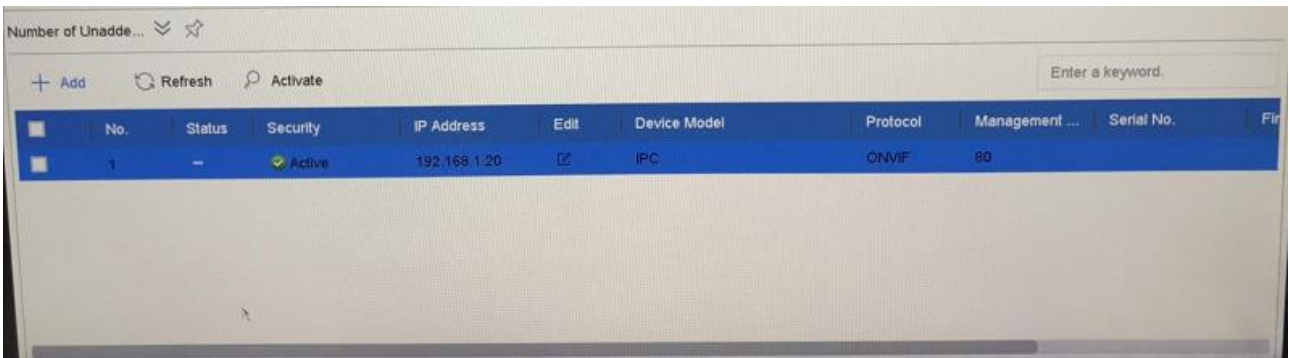 Number of Unadde...
Add Refresh Activate Enter a keyword.
No. Status Security IP Address Edit Device Model Protocol Management ... Serial No. Fir
1 – Active 192.168.1.20 IPC ONVIF 80